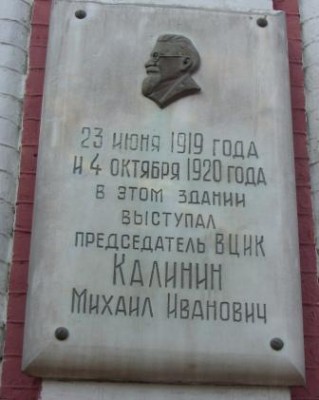 23 июня 1919 года
и 4 октября 1920 года
в этом здании
выступал
председатель ВЦИК
Калинин
Михаил Иванович